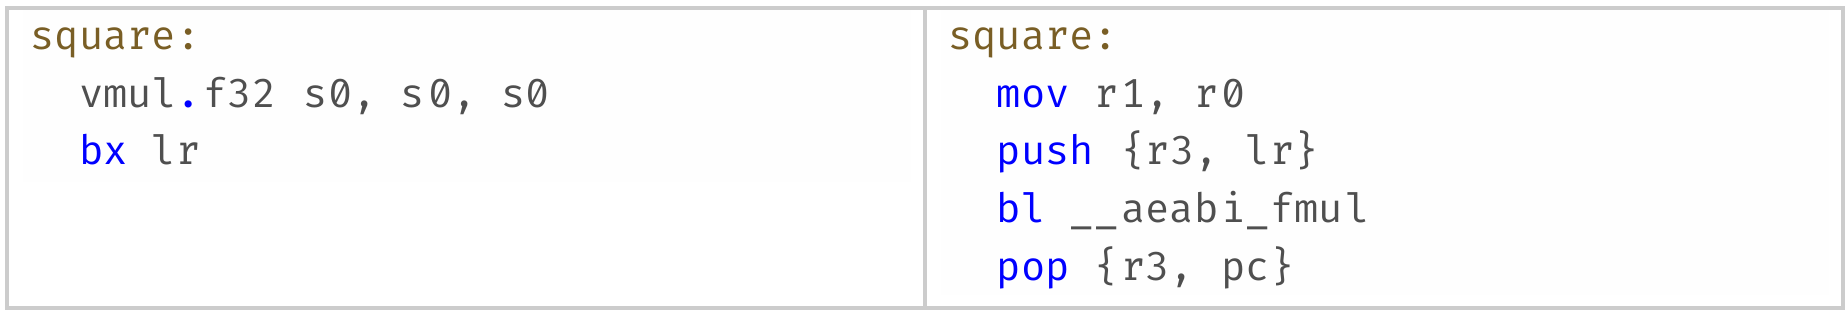 square:
vmul.f32 s0, s0, s0
bx lr
square:
mov r1, r0
push {r3, lr}
bl __aeabi_fmul
pop {r3, pc}